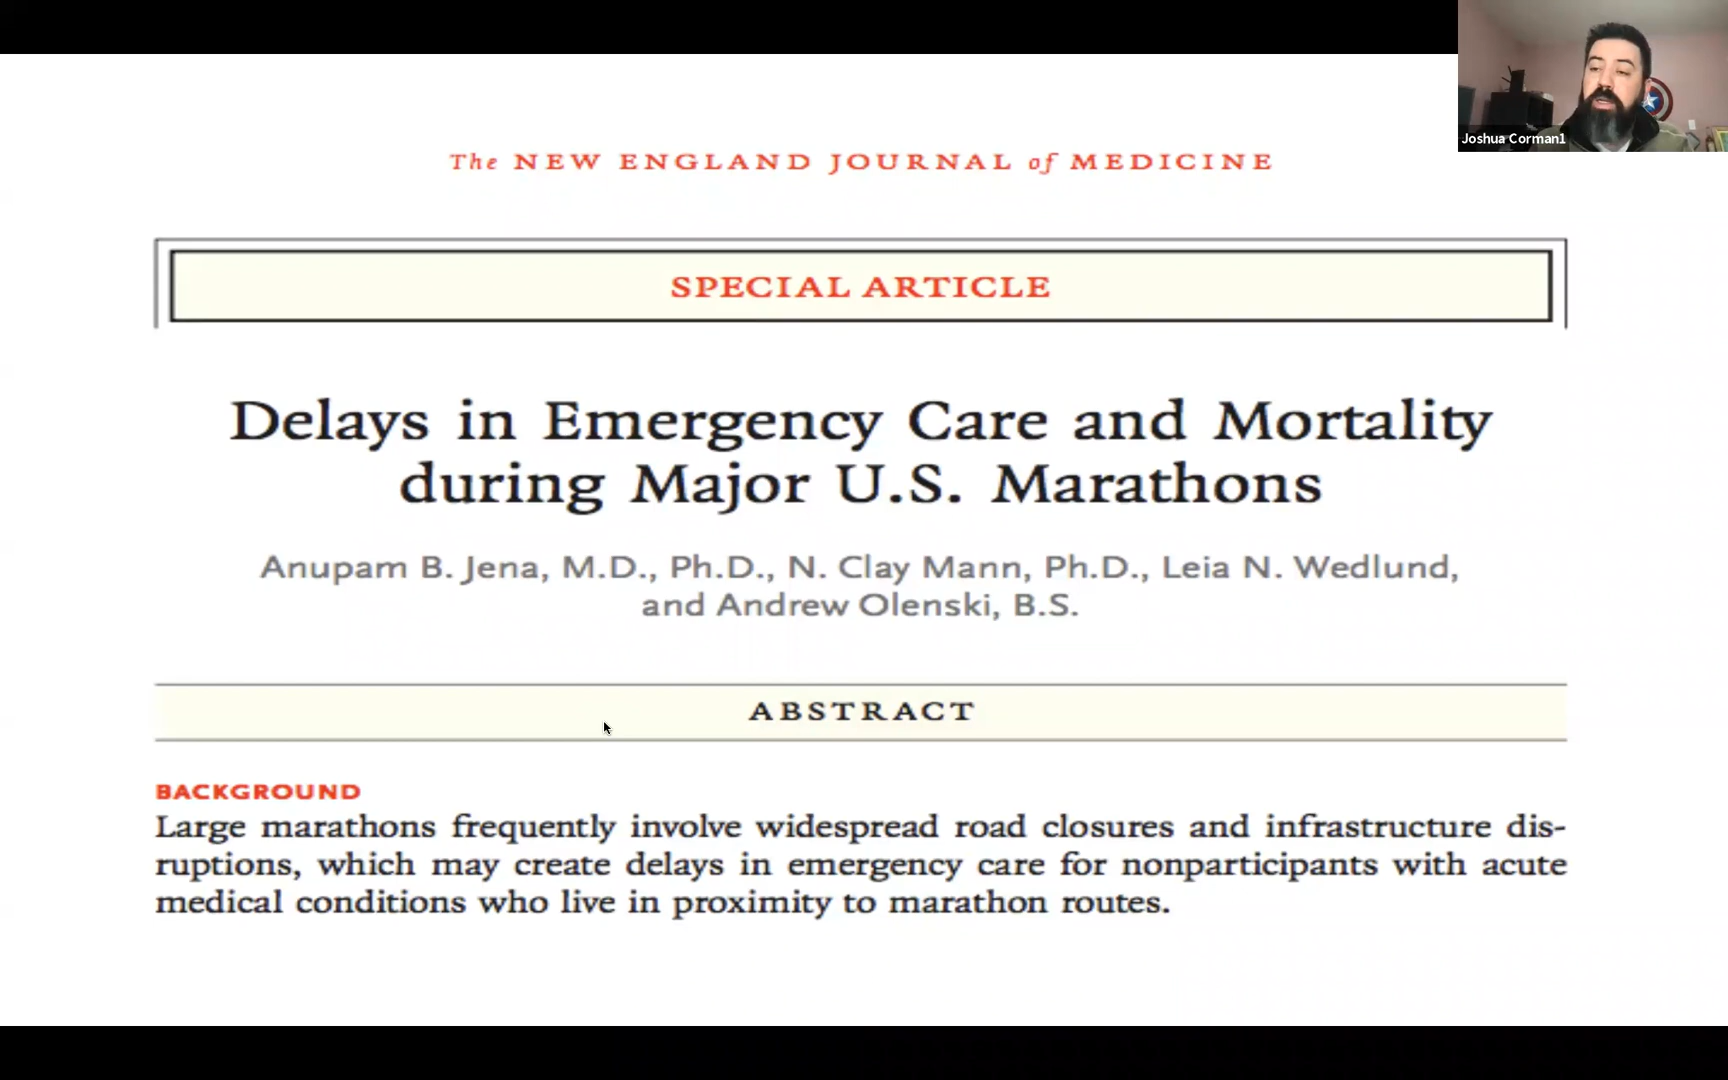 Joshua Corman1
The NEW ENGLAND JOURNAL of MEDICINE
SPECIAL ARTICLE
Delays in Emergency Care and Mortality
during Major U.S. Marathons
Anupam B. Jena, M.D., Ph.D., N. Clay Mann, Ph.D., Leia N. Wedlund,
and Andrew Olenski, B.S.
ABSTRACT
BACKGROUND
Large marathons frequently involve widespread road closures and infrastructure dis-
ruptions, which may create delays in emergency care for nonparticipants with acute
medical conditions who live in proximity to marathon routes.